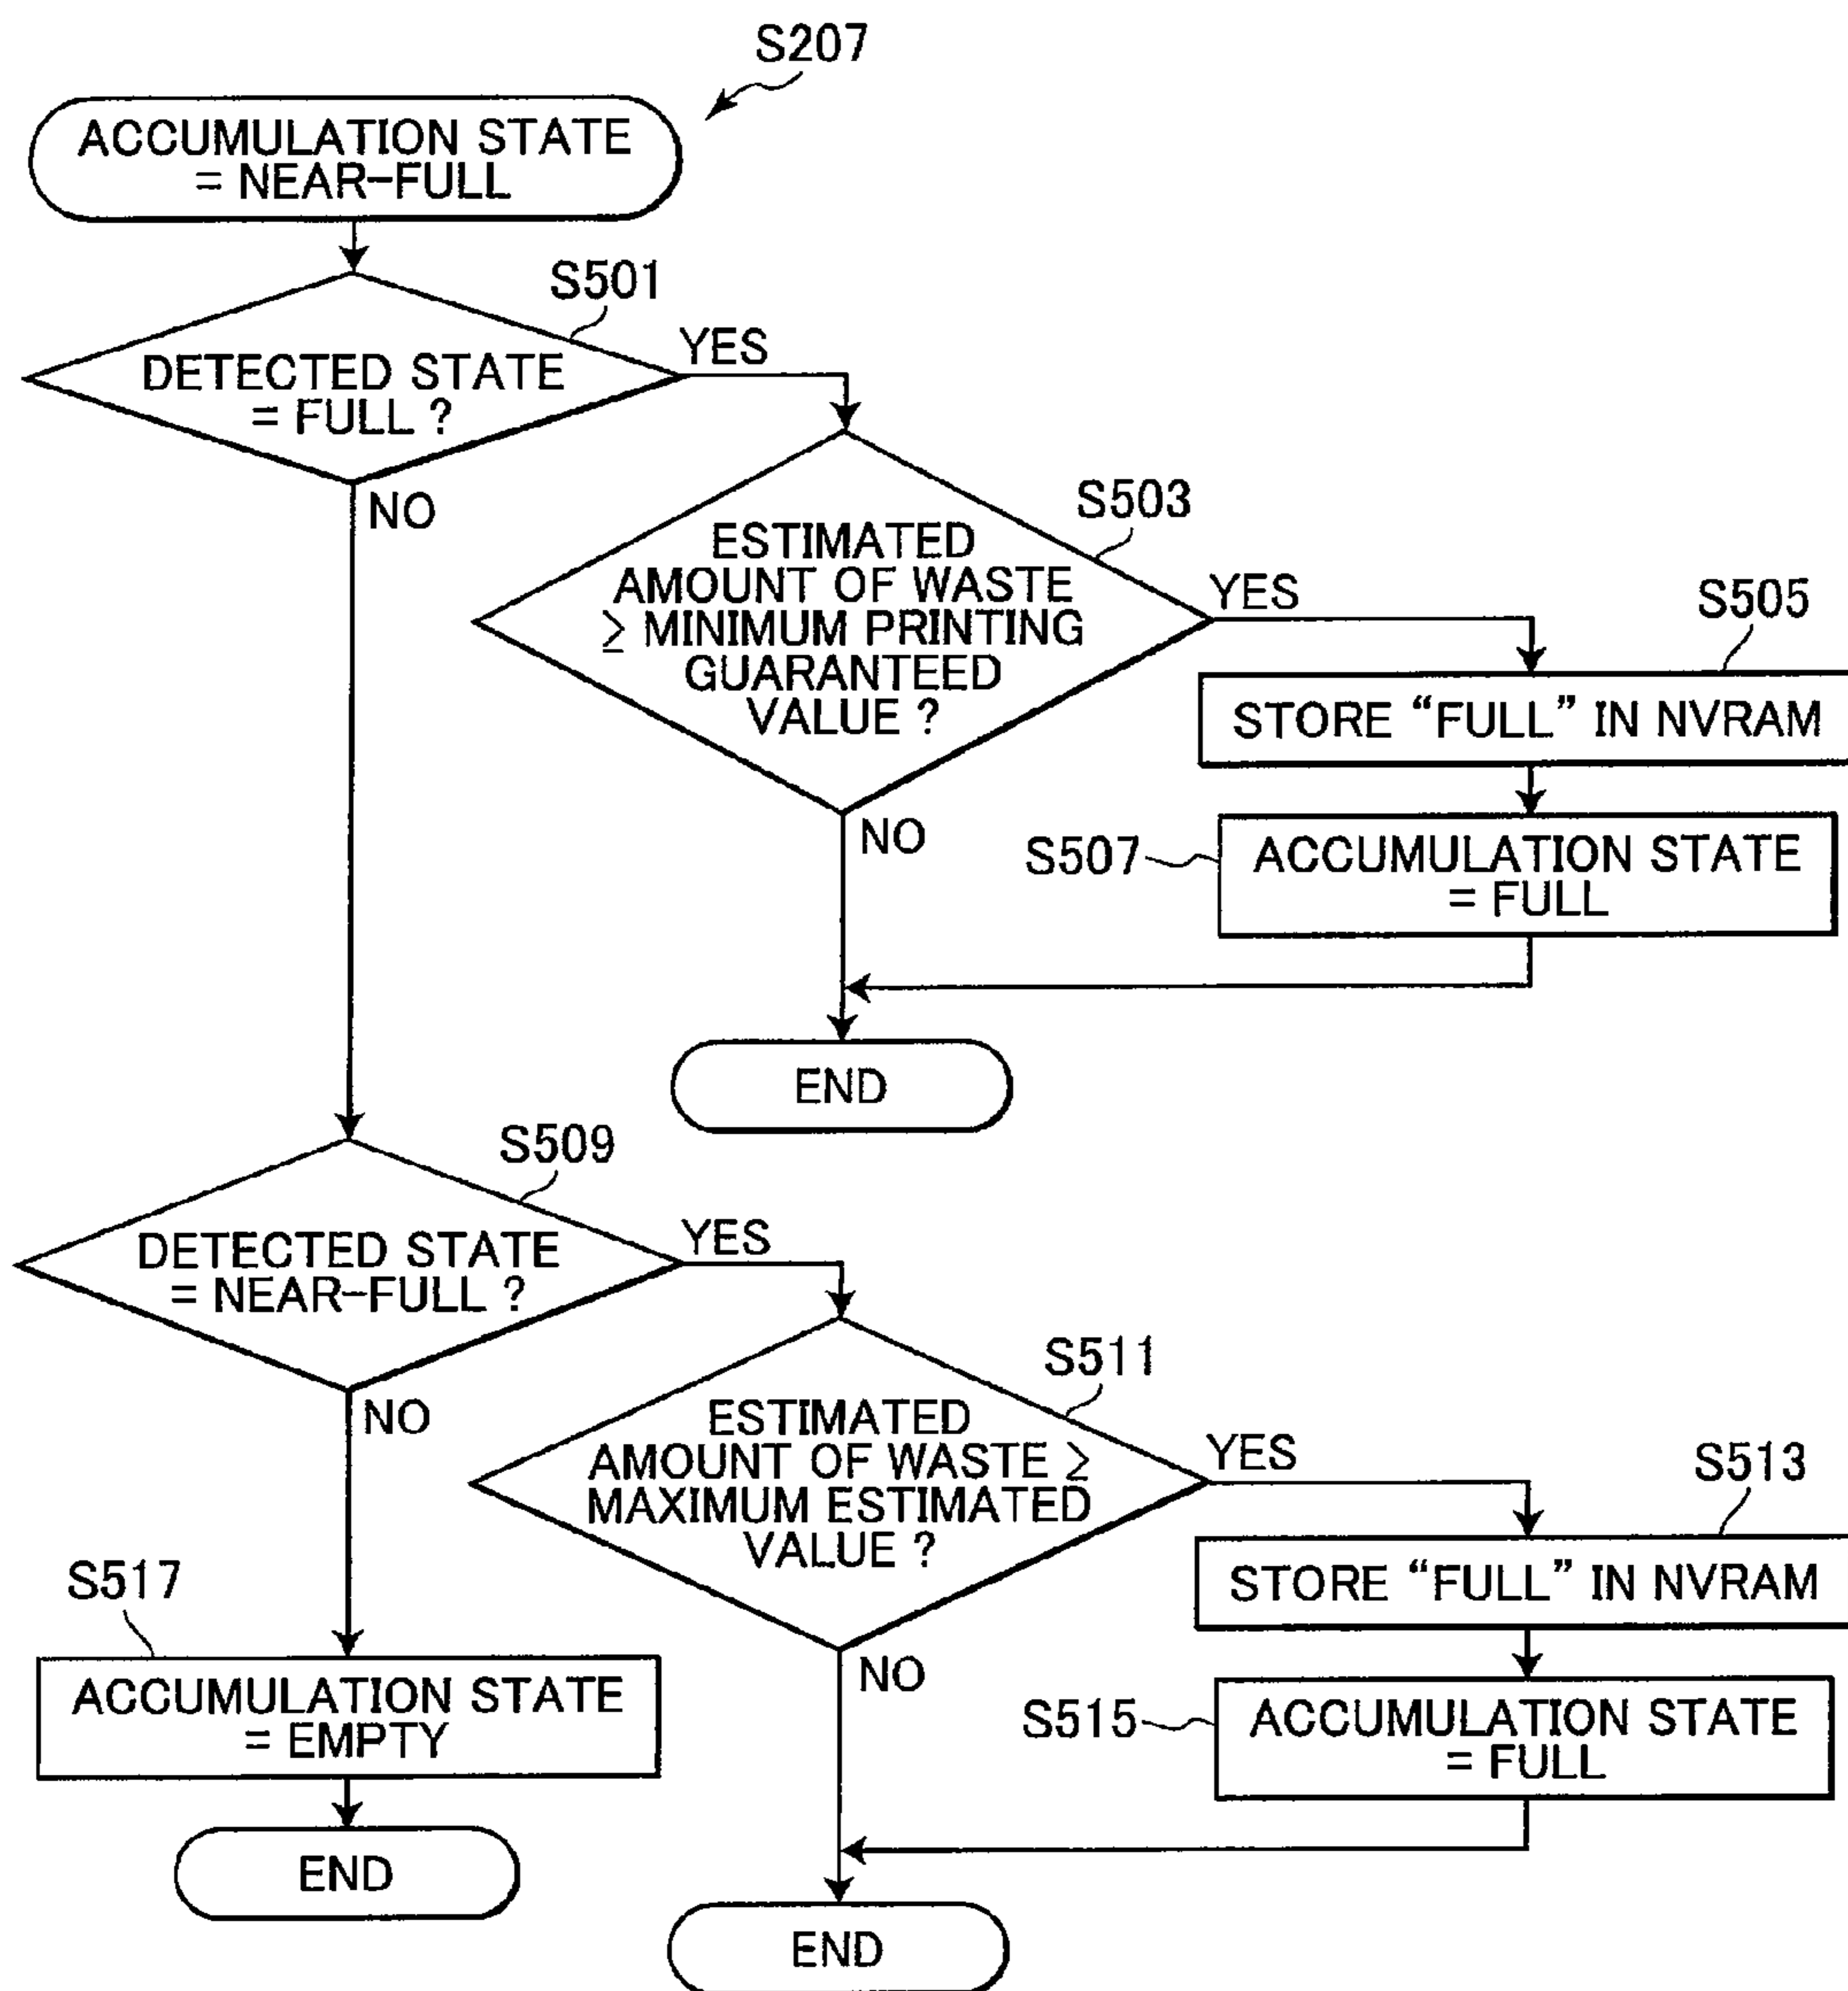 S207
ACCUMULATION STATE
= NEAR-FULL
S501
DETECTED STATE
= FULL ?
YES
NO
S503
ESTIMATED
AMOUNT OF WASTE
≥ MINIMUM PRINTING
GUARANTEED
VALUE ?
YES
NO
S505
STORE “FULL” IN NVRAM
S507
ACCUMULATION STATE
= FULL
END
S509
DETECTED STATE
= NEAR-FULL ?
YES
NO
S511
ESTIMATED
AMOUNT OF WASTE ≥
MAXIMUM ESTIMATED
VALUE ?
YES
NO
S513
STORE “FULL” IN NVRAM
S515
ACCUMULATION STATE
= FULL
S517
ACCUMULATION STATE
= EMPTY
END
END